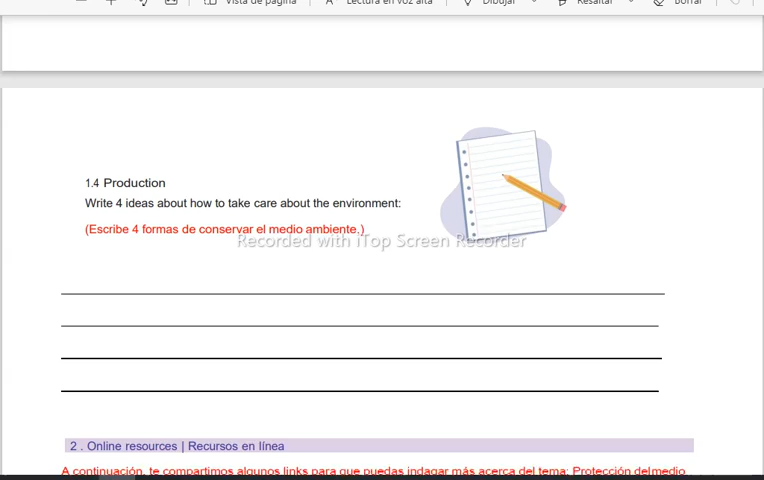 Vista de página | Lectura en voz alta | Dibujar Resaltar Borrar
1.4 Production
Write 4 ideas about how to take care about the environment:
(Escribe 4 formas de conservar el medio ambiente.)
Recorded with iTop Screen Recorder
2 . Online resources | Recursos en línea
A continuación, te compartimos algunos links para que puedas indagar más acerca del tema: Protección delmedio